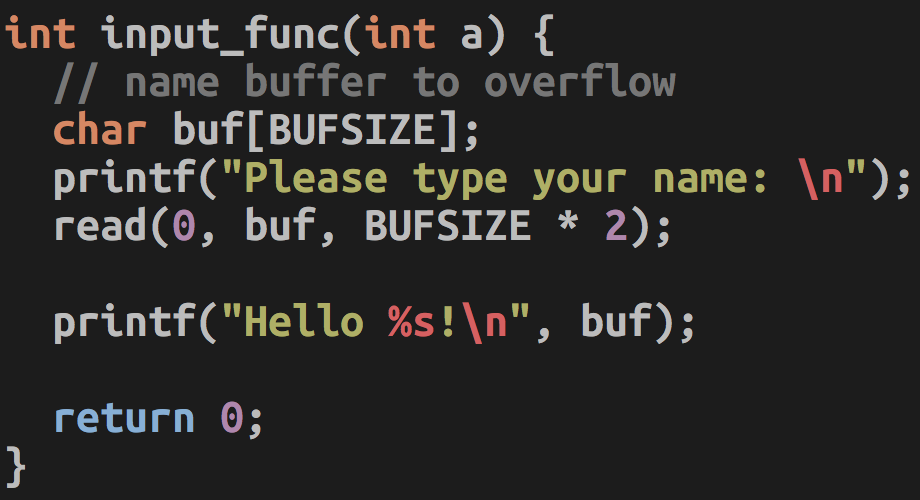 int input_func(int a) {
  // name buffer to overflow
  char buf[BUFSIZE];
  printf("Please type your name: \n");
  read(0, buf, BUFSIZE * 2);

  printf("Hello %s!\n", buf);

  return 0;
}